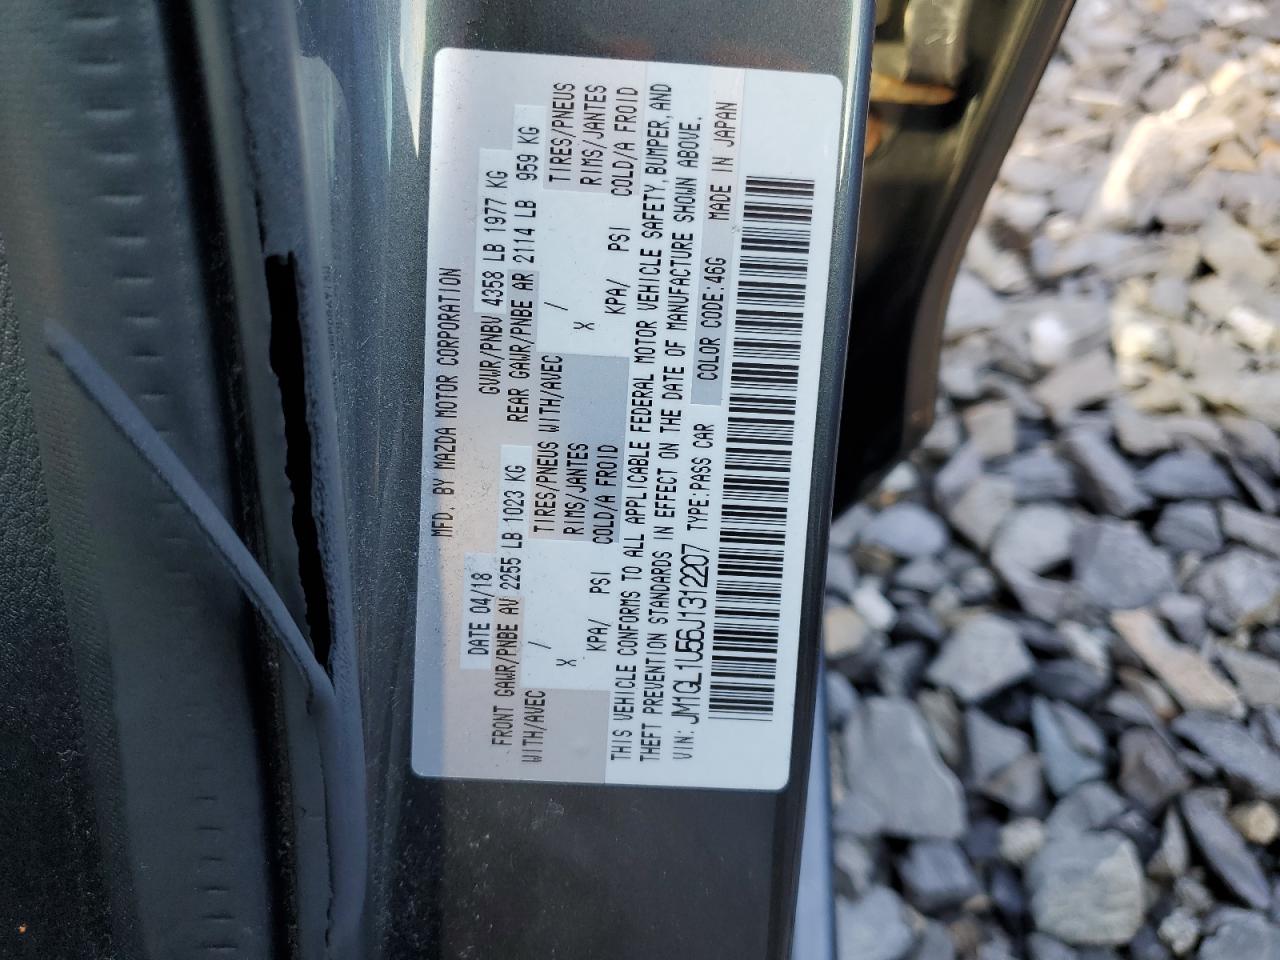 MFD. BY MAZDA MOTOR CORPORATION
DATE 04/18 GVWR/PNBV 4358 LB 1977 KG
FRONT GAWR/PNBE AV 2255 LB 1023 KG REAR GAWR/PNBE AR 2114 LB 959 KG
WITH/AVEC / TIRES/PNEUS WITH/AVEC / TIRES/PNEUS
X RIMS/JANTES X RIMS/JANTES
KPA/ PSI COLD/A FROID KPA/ PSI COLD/A FROID
THIS VEHICLE CONFORMS TO ALL APPLICABLE FEDERAL MOTOR VEHICLE SAFETY, BUMPER, AND
THEFT PREVENTION STANDARDS IN EFFECT ON THE DATE OF MANUFACTURE SHOWN ABOVE.
VIN: JM1GL1U56J1312207 TYPE:PASS CAR COLOR CODE:46G MADE IN JAPAN